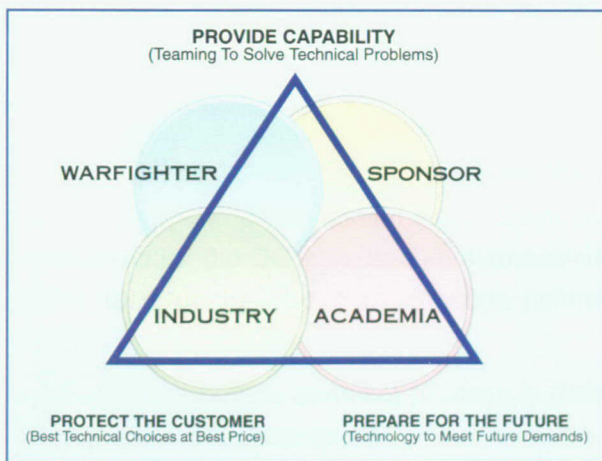 PROVIDE CAPABILITY
(Teaming To Solve Technical Problems)
WARFIGHTER
SPONSOR
INDUSTRY
ACADEMIA
PROTECT THE CUSTOMER
(Best Technical Choices at Best Price)
PREPARE FOR THE FUTURE
(Technology to Meet Future Demands)